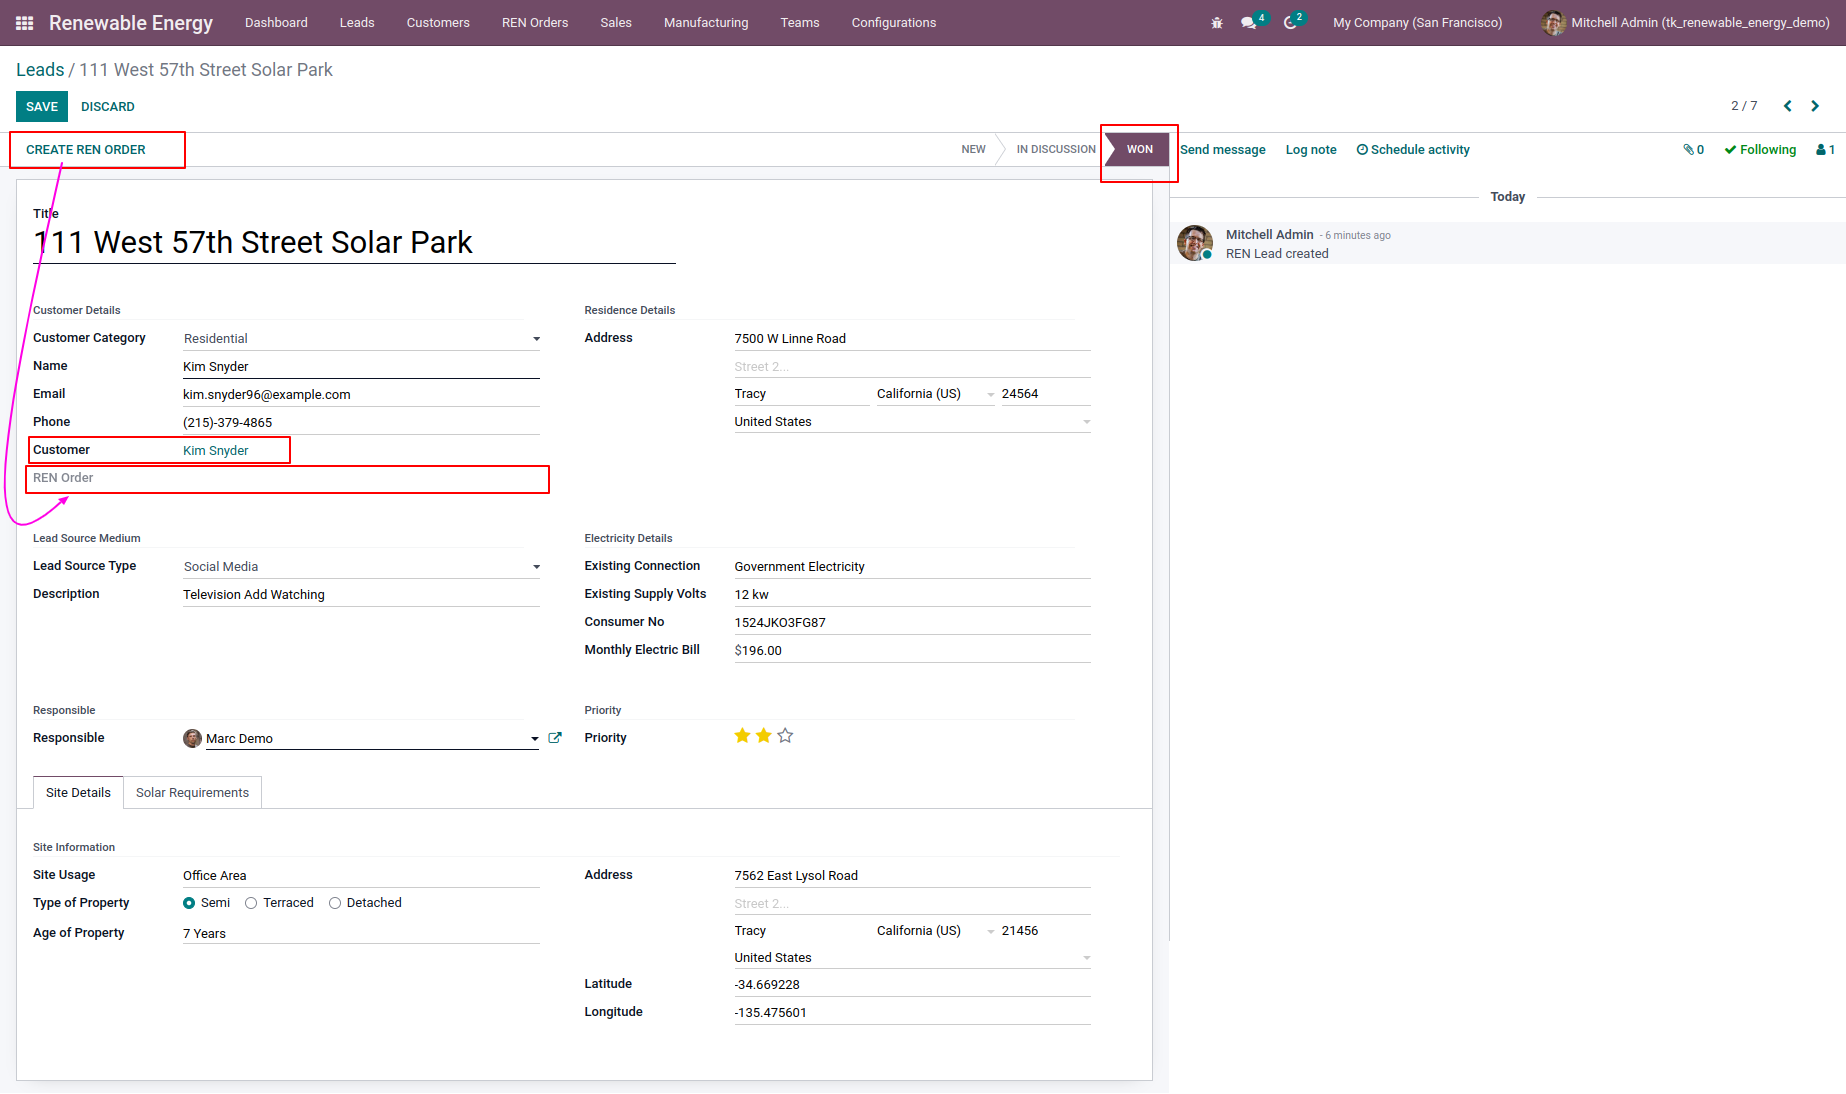 Renewable Energy Dashboard Leads Customers REN Orders Sales Manufacturing Teams Configurations 4 2 My Company (San Francisco) Mitchell Admin (tk_renewable_energy_demo)
Leads / 111 West 57th Street Solar Park
SAVE DISCARD 2 / 7
CREATE REN ORDER NEW IN DISCUSSION WON Send message Log note Schedule activity 0 Following 1
Today
Mitchell Admin - 6 minutes ago
REN Lead created
Title
111 West 57th Street Solar Park
Customer Details
Customer Category Residential
Name Kim Snyder
Email kim.snyder96@example.com
Phone (215)-379-4865
Customer Kim Snyder
REN Order
Residence Details
Address 7500 W Linne Road
Street 2...
Tracy California (US) 24564
United States
Lead Source Medium
Lead Source Type Social Media
Description Television Add Watching
Electricity Details
Existing Connection Government Electricity
Existing Supply Volts 12 kw
Consumer No 1524JKO3FG87
Monthly Electric Bill $196.00
Responsible
Responsible Marc Demo
Priority
Priority
Site Details Solar Requirements
Site Information
Site Usage Office Area
Type of Property Semi Terraced Detached
Age of Property 7 Years
Address 7562 East Lysol Road
Street 2...
Tracy California (US) 21456
United States
Latitude -34.669228
Longitude -135.475601